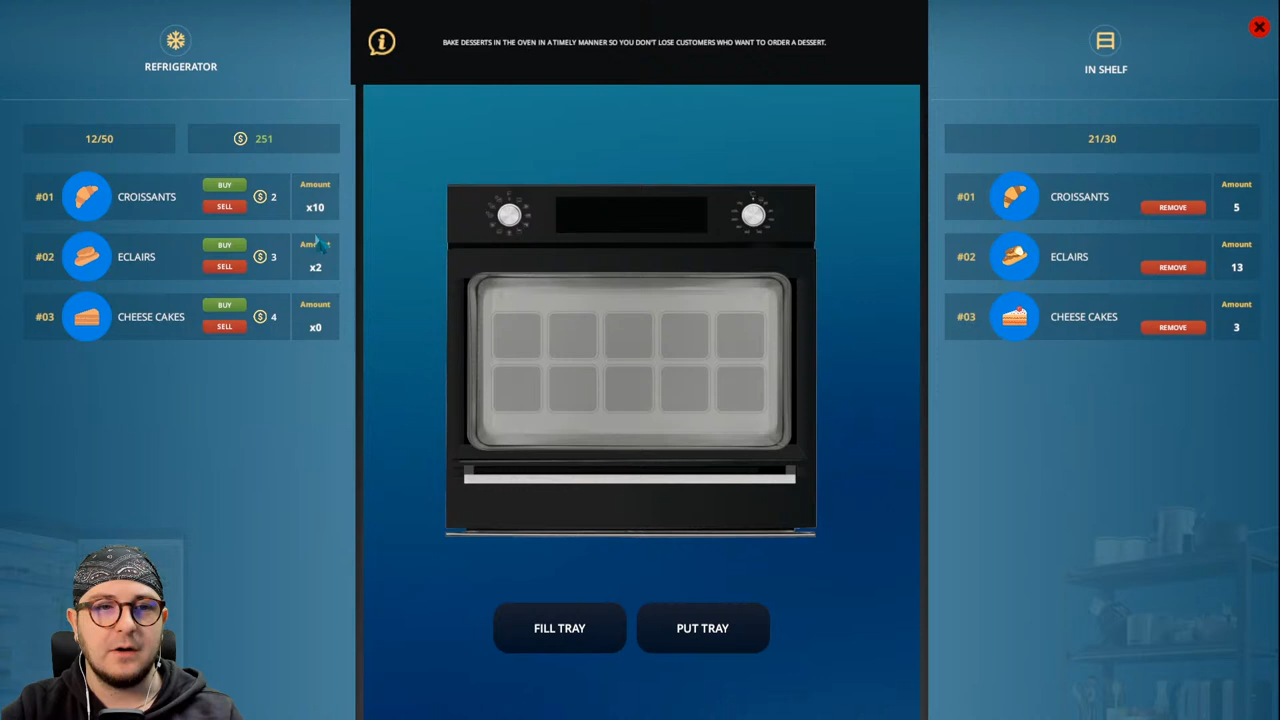 REFRIGERATOR
12/50
251
#01 CROISSANTS BUY SELL 2 Amount x10
#02 ECLAIRS BUY SELL 3 x2
#03 CHEESE CAKES BUY SELL 4 Amount x0
BAKE DESSERTS IN THE OVEN IN A TIMELY MANNER SO YOU DON'T LOSE CUSTOMERS WHO WANT TO ORDER A DESSERT.
FILL TRAY
PUT TRAY
IN SHELF
21/30
#01 CROISSANTS REMOVE Amount 5
#02 ECLAIRS REMOVE Amount 13
#03 CHEESE CAKES REMOVE Amount 3